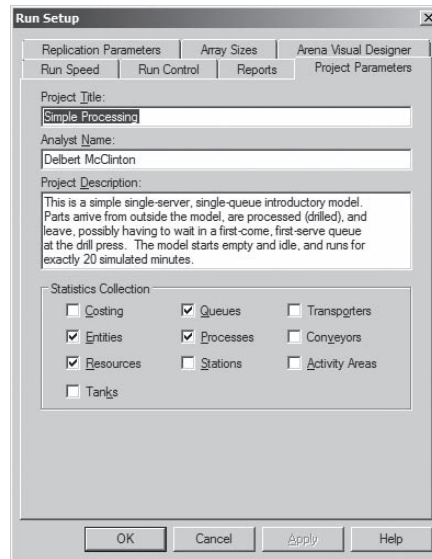 Run Setup
Replication Parameters Array Sizes Arena Visual Designer
Run Speed Run Control Reports Project Parameters
Project Title:
Simple Processing
Analyst Name:
Delbert McClinton
Project Description:
This is a simple single-server, single-queue introductory model.
Parts arrive from outside the model, are processed (drilled), and
leave, possibly having to wait in a first-come, first-serve queue
at the drill press. The model starts empty and idle, and runs for
exactly 20 simulated minutes.
Statistics Collection
Costing Queues Transporters
Entities Processes Conveyors
Resources Stations Activity Areas
Tanks
OK Cancel Apply Help